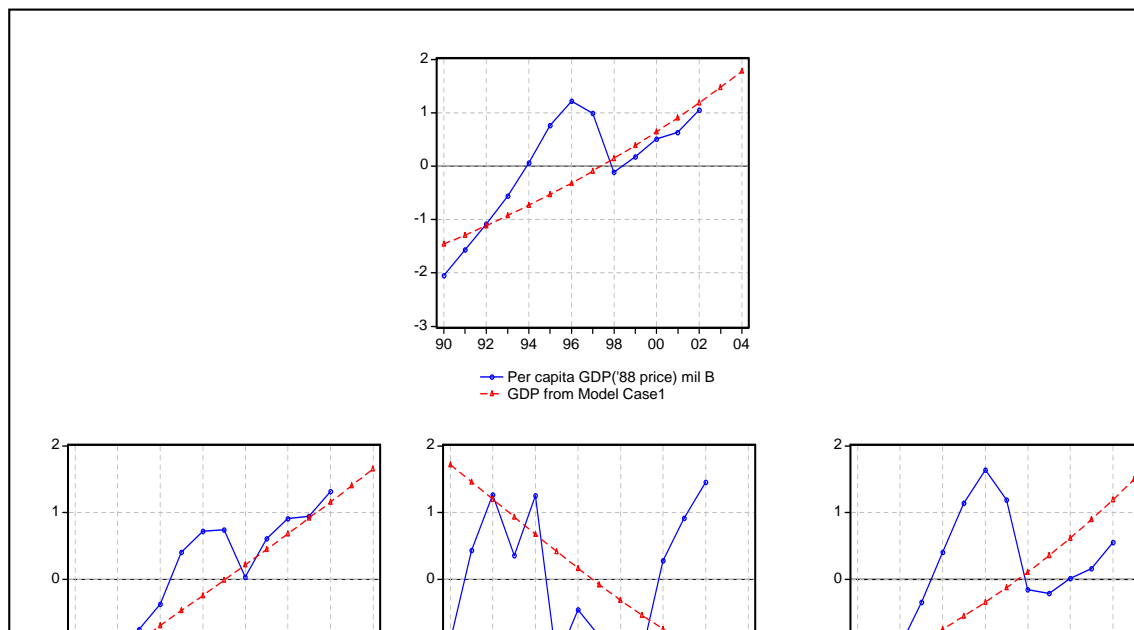 2
1
0
-1
-2
-3
90 92 94 96 98 00 02 04
Per capita GDP('88 price) mil B
GDP from Model Case1
2 2 2
1 1 1
0 0 0